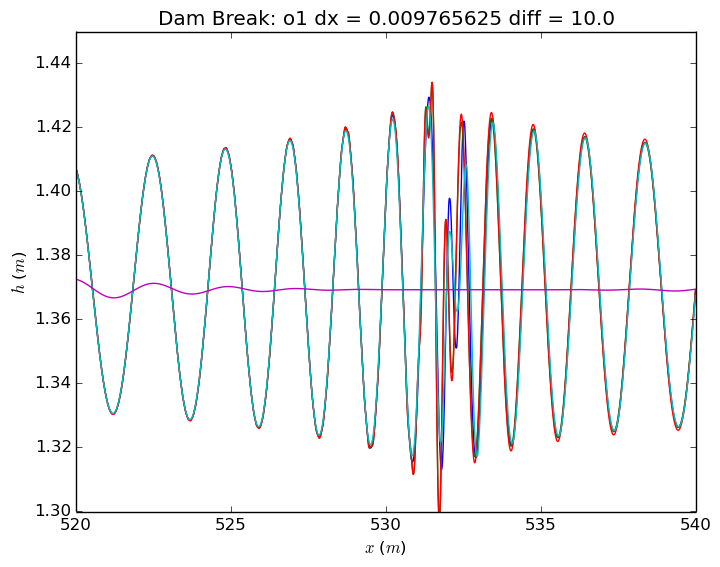 Dam Break: o1 dx = 0.009765625 diff = 10.0
1.44
1.42
1.40
1.38
1.36
1.34
1.32
1.30
h (m)
520 525 530 535 540
x (m)